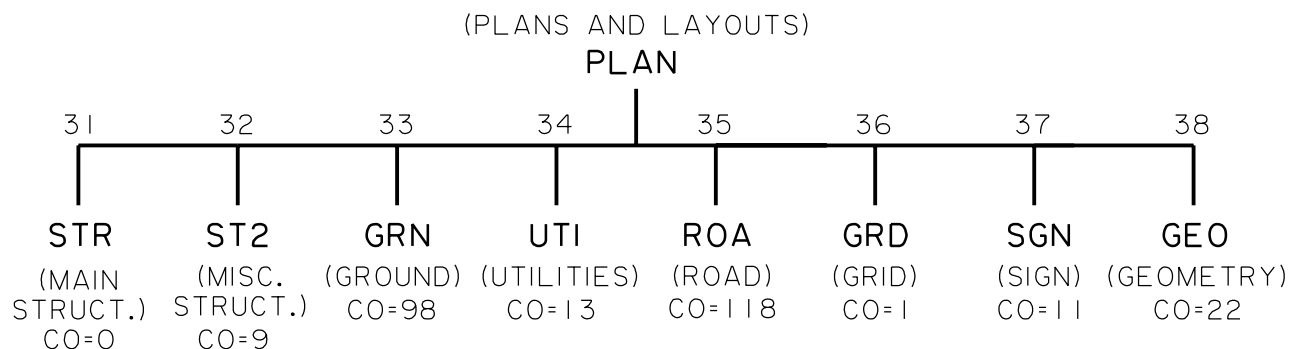 (PLANS AND LAYOUTS)
PLAN
31 32 33 34 35 36 37 38
STR ST2 GRN UTI ROA GRD SGN GEO
(MAIN (MISC. (GROUND) (UTILITIES) (ROAD) (GRID) (SIGN) (GEOMETRY)
STRUCT.) STRUCT.) CO=98 CO=13 CO=118 CO=1 CO=11 CO=22
CO=0 CO=9